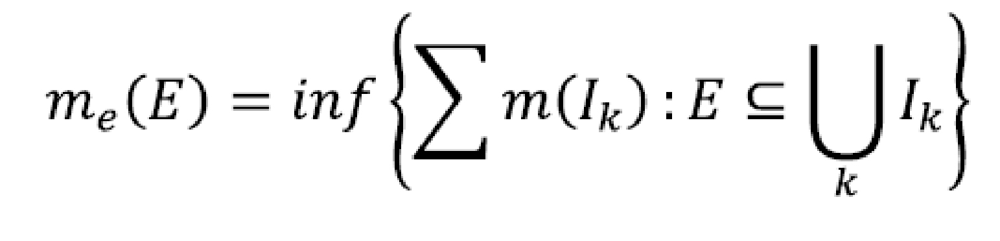 m_e(E) = inf{∑ m(I_k) : E ⊆ ⋃_k I_k}